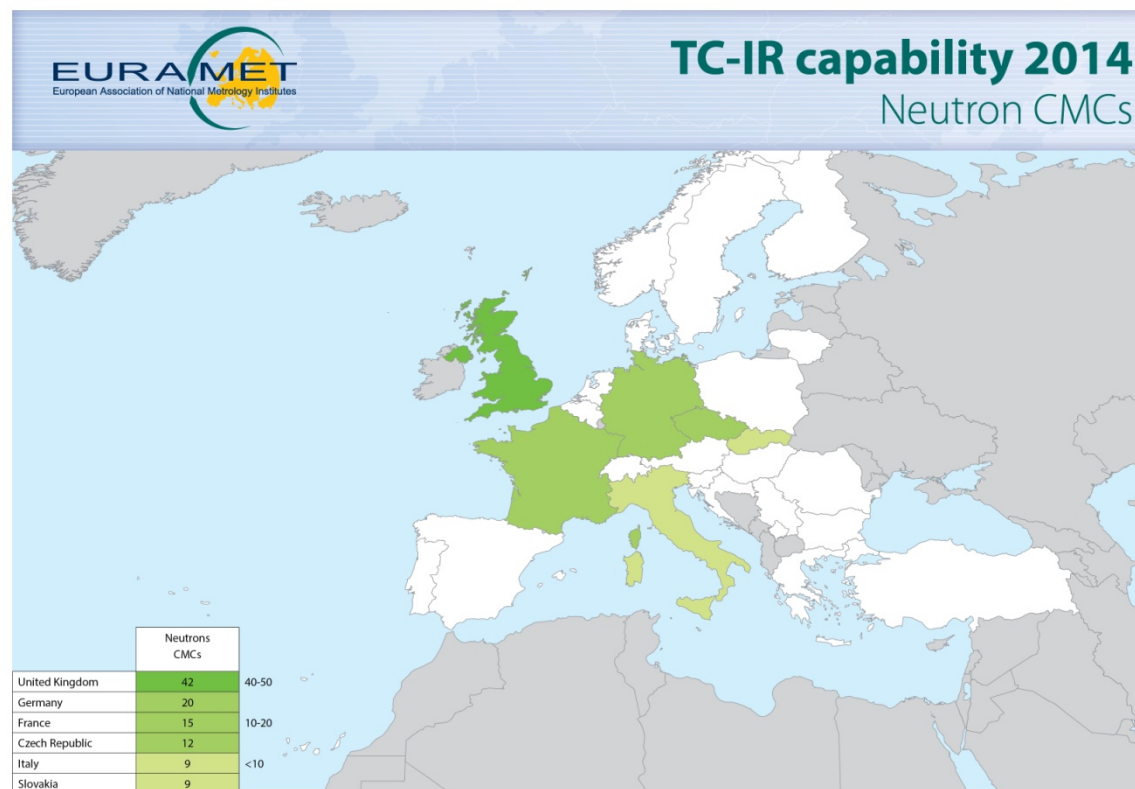 EURAMET
European Association of National Metrology Institutes
TC-IR capability 2014
Neutron CMCs
Neutrons
CMCs
United Kingdom 42 40-50
Germany 20
France 15 10-20
Czech Republic 12
Italy 9 <10
Slovakia 9